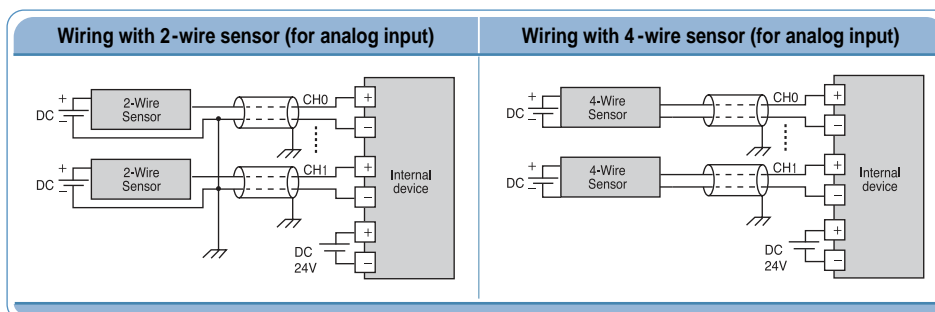 Wiring with 2-wire sensor (for analog input)
Wiring with 4-wire sensor (for analog input)
+
DC
−
2-Wire
Sensor
CH0
+
−
+
DC
−
2-Wire
Sensor
CH1
+
−
Internal
device
DC
24V
+
−
+
DC
−
4-Wire
Sensor
CH0
+
−
+
DC
−
4-Wire
Sensor
CH1
+
−
Internal
device
DC
24V
+
−